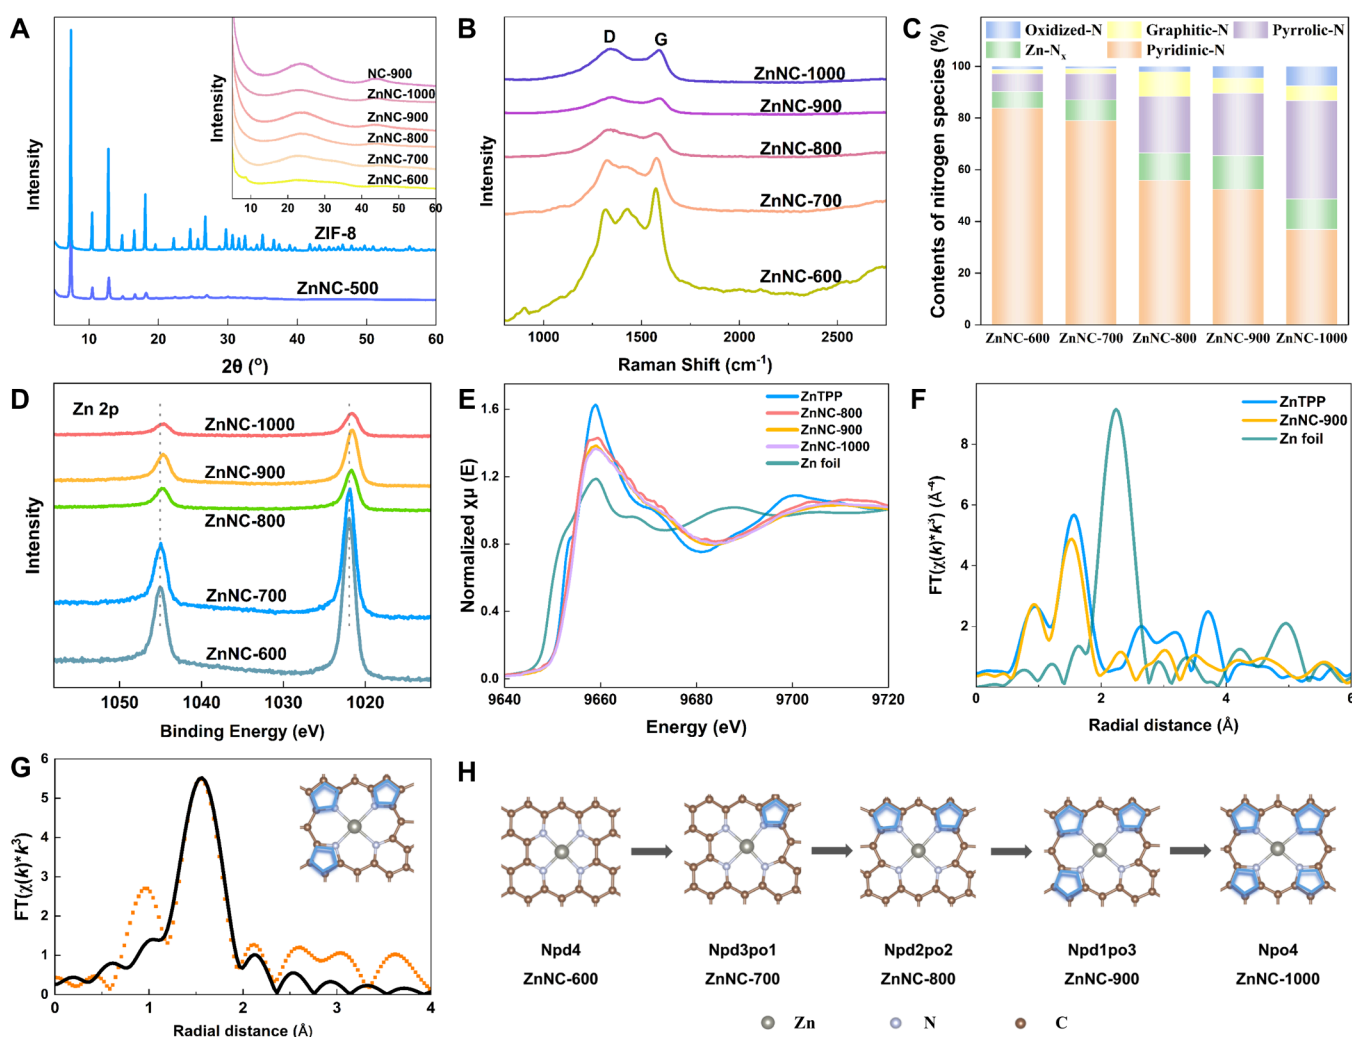 A
Intensity
NC-900
ZnNC-1000
ZnNC-900
ZnNC-800
ZnNC-700
ZnNC-600
Intensity
10 20 30 40 50 60
ZIF-8
ZnNC-500
10 20 30 40 50 60
2θ (°)
B
D G
ZnNC-1000
ZnNC-900
ZnNC-800
ZnNC-700
ZnNC-600
Intensity
1000 1500 2000 2500
Raman Shift (cm⁻¹)
C
Oxidized-N Graphitic-N Pyrrolic-N
Zn-Nₓ Pyridinic-N
Contents of nitrogen species (%)
100
80
60
40
20
0
ZnNC-600 ZnNC-700 ZnNC-800 ZnNC-900 ZnNC-1000
D
Zn 2p
ZnNC-1000
ZnNC-900
ZnNC-800
ZnNC-700
ZnNC-600
Intensity
1050 1040 1030 1020
Binding Energy (eV)
E
ZnTPP
ZnNC-800
ZnNC-900
ZnNC-1000
Zn foil
Normalized χμ (E)
1.6
1.2
0.8
0.4
0.0
9640 9660 9680 9700 9720
Energy (eV)
F
ZnTPP
ZnNC-900
Zn foil
FT(χ(k)*k³) (Å⁻⁴)
8
6
4
2
0 2 4 6
Radial distance (Å)
G
FT(χ(k)*k³)
6
5
4
3
2
1
0
0 1 2 3 4
Radial distance (Å)
H
Npd4 Npd3po1 Npd2po2 Npd1po3 Npo4
ZnNC-600 ZnNC-700 ZnNC-800 ZnNC-900 ZnNC-1000
Zn N C